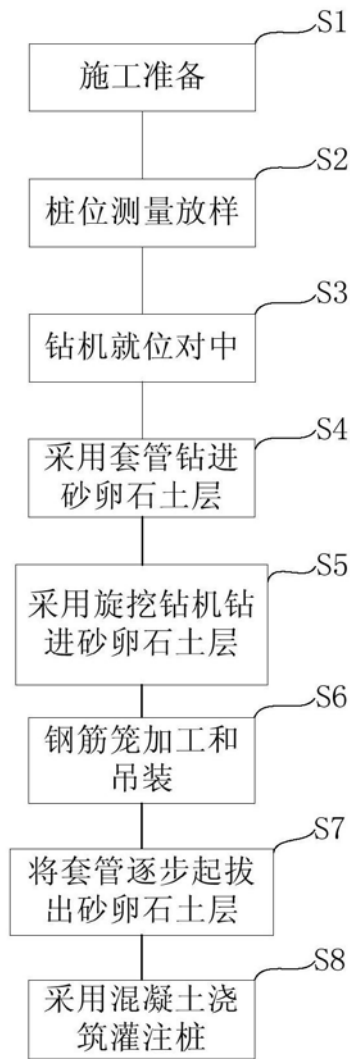 S1
施工准备
S2
桩位测量放样
S3
钻机就位对中
S4
采用套管钻进
砂卵石土层
S5
采用旋挖钻机钻
进砂卵石土层
S6
钢筋笼加工和
吊装
S7
将套管逐步起拔
出砂卵石土层
S8
采用混凝土浇
筑灌注桩